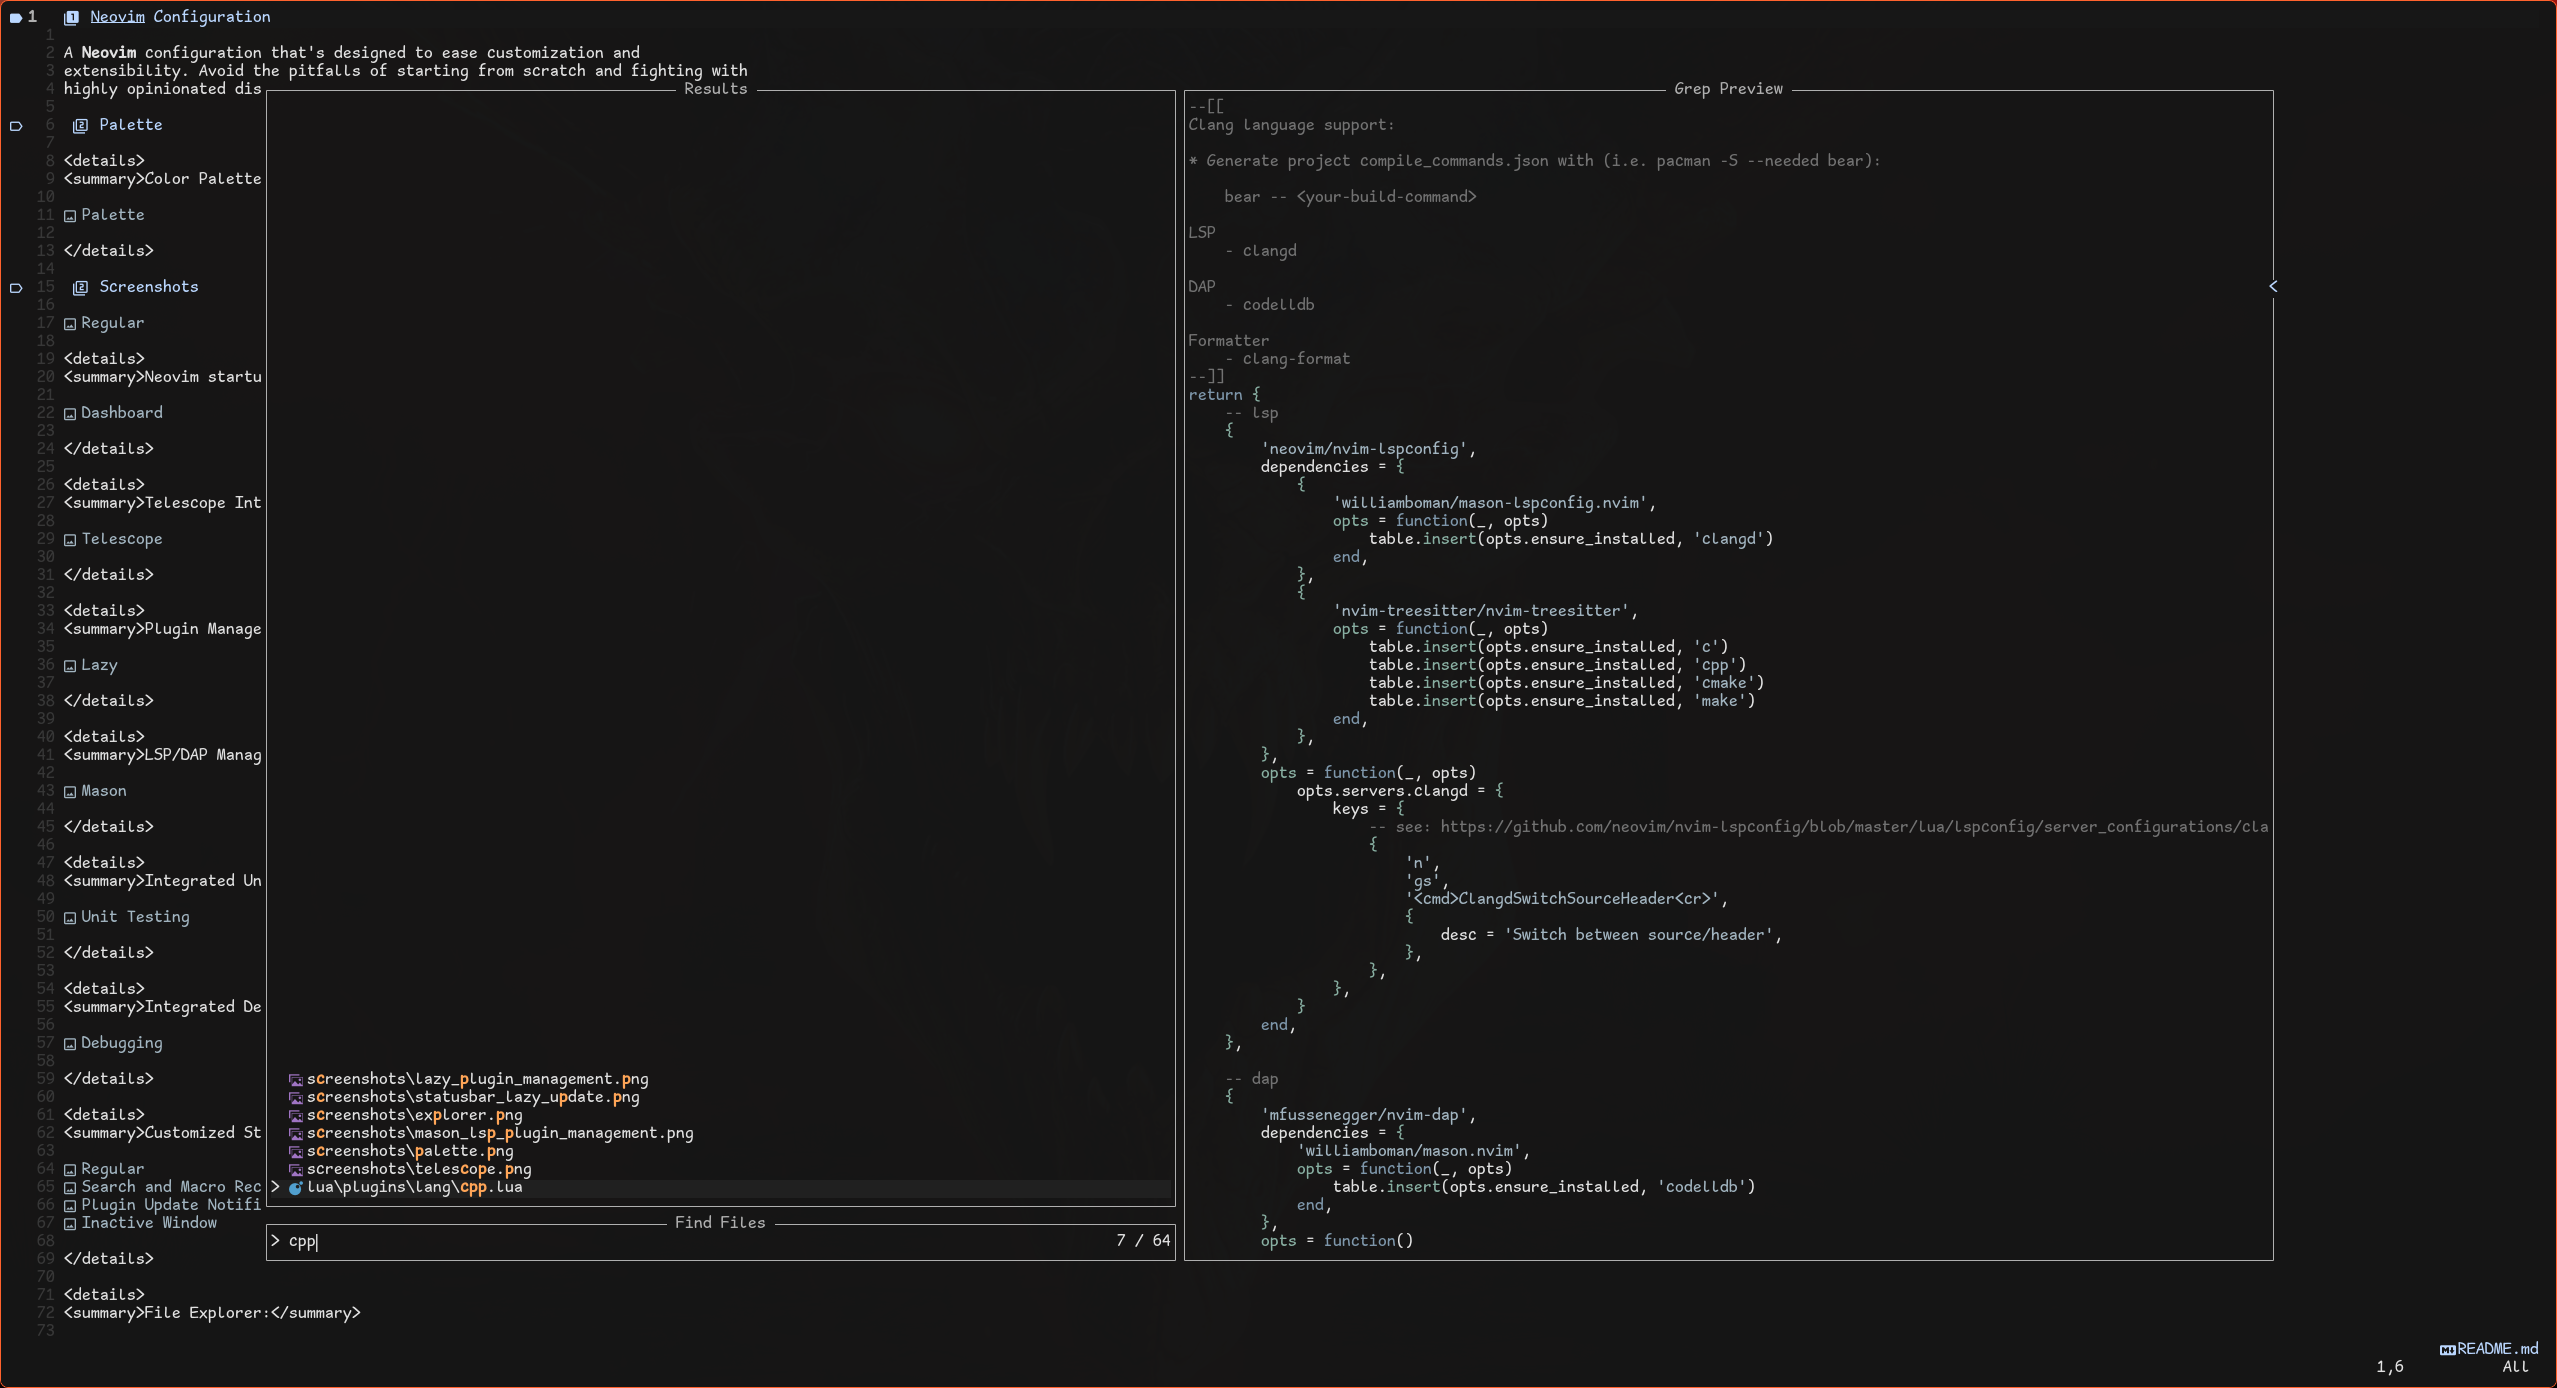 1 Neovim Configuration
1
2 A Neovim configuration that's designed to ease customization and
3 extensibility. Avoid the pitfalls of starting from scratch and fighting with
4 highly opinionated dis
5
6 Palette
7
8 <details>
9 <summary>Color Palette
10
11 Palette
12
13 </details>
14
15 Screenshots
16
17 Regular
18
19 <details>
20 <summary>Neovim startu
21
22 Dashboard
23
24 </details>
25
26 <details>
27 <summary>Telescope Int
28
29 Telescope
30
31 </details>
32
33 <details>
34 <summary>Plugin Manage
35
36 Lazy
37
38 </details>
39
40 <details>
41 <summary>LSP/DAP Manag
42
43 Mason
44
45 </details>
46
47 <details>
48 <summary>Integrated Un
49
50 Unit Testing
51
52 </details>
53
54 <details>
55 <summary>Integrated De
56
57 Debugging
58
59 </details>
60
61 <details>
62 <summary>Customized St
63
64 Regular
65 Search and Macro Rec
66 Plugin Update Notifi
67 Inactive Window
68
69 </details>
70
71 <details>
72 <summary>File Explorer:</summary>
73
Results
screenshots\lazy_plugin_management.png
screenshots\statusbar_lazy_update.png
screenshots\explorer.png
screenshots\mason_lsp_plugin_management.png
screenshots\palette.png
screenshots\telescope.png
> lua\plugins\lang\cpp.lua
Find Files
> cpp 7 / 64
Grep Preview
--[[
Clang language support:
* Generate project compile_commands.json with (i.e. pacman -S --needed bear):
bear -- <your-build-command>
LSP
- clangd
DAP
- codelldb
Formatter
- clang-format
--]]
return {
-- lsp
{
'neovim/nvim-lspconfig',
dependencies = {
{
'williamboman/mason-lspconfig.nvim',
opts = function(_, opts)
table.insert(opts.ensure_installed, 'clangd')
end,
},
{
'nvim-treesitter/nvim-treesitter',
opts = function(_, opts)
table.insert(opts.ensure_installed, 'c')
table.insert(opts.ensure_installed, 'cpp')
table.insert(opts.ensure_installed, 'cmake')
table.insert(opts.ensure_installed, 'make')
end,
},
},
opts = function(_, opts)
opts.servers.clangd = {
keys = {
-- see: https://github.com/neovim/nvim-lspconfig/blob/master/lua/lspconfig/server_configurations/cla
{
'n',
'gs',
'<cmd>ClangdSwitchSourceHeader<cr>',
{
desc = 'Switch between source/header',
},
},
},
}
end,
},
-- dap
{
'mfussenegger/nvim-dap',
dependencies = {
'williamboman/mason.nvim',
opts = function(_, opts)
table.insert(opts.ensure_installed, 'codelldb')
end,
},
opts = function()
<
README.md
1,6 All